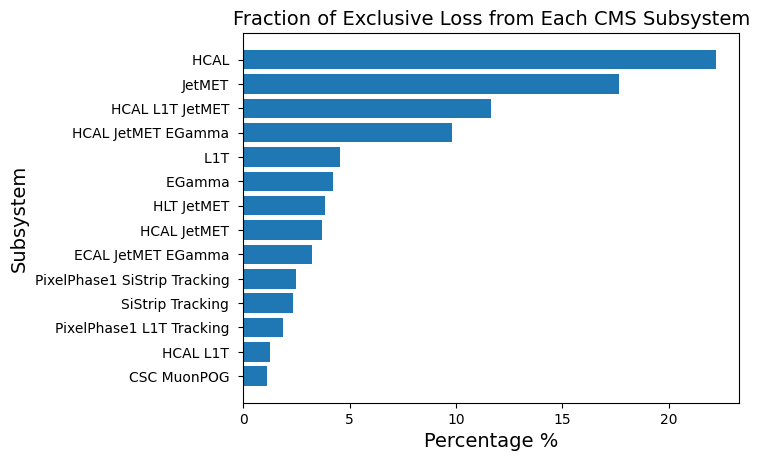 Fraction of Exclusive Loss from Each CMS Subsystem
HCAL
JetMET
HCAL L1T JetMET
HCAL JetMET EGamma
L1T
EGamma
HLT JetMET
HCAL JetMET
ECAL JetMET EGamma
PixelPhase1 SiStrip Tracking
SiStrip Tracking
PixelPhase1 L1T Tracking
HCAL L1T
CSC MuonPOG
Subsystem
0 5 10 15 20
Percentage %